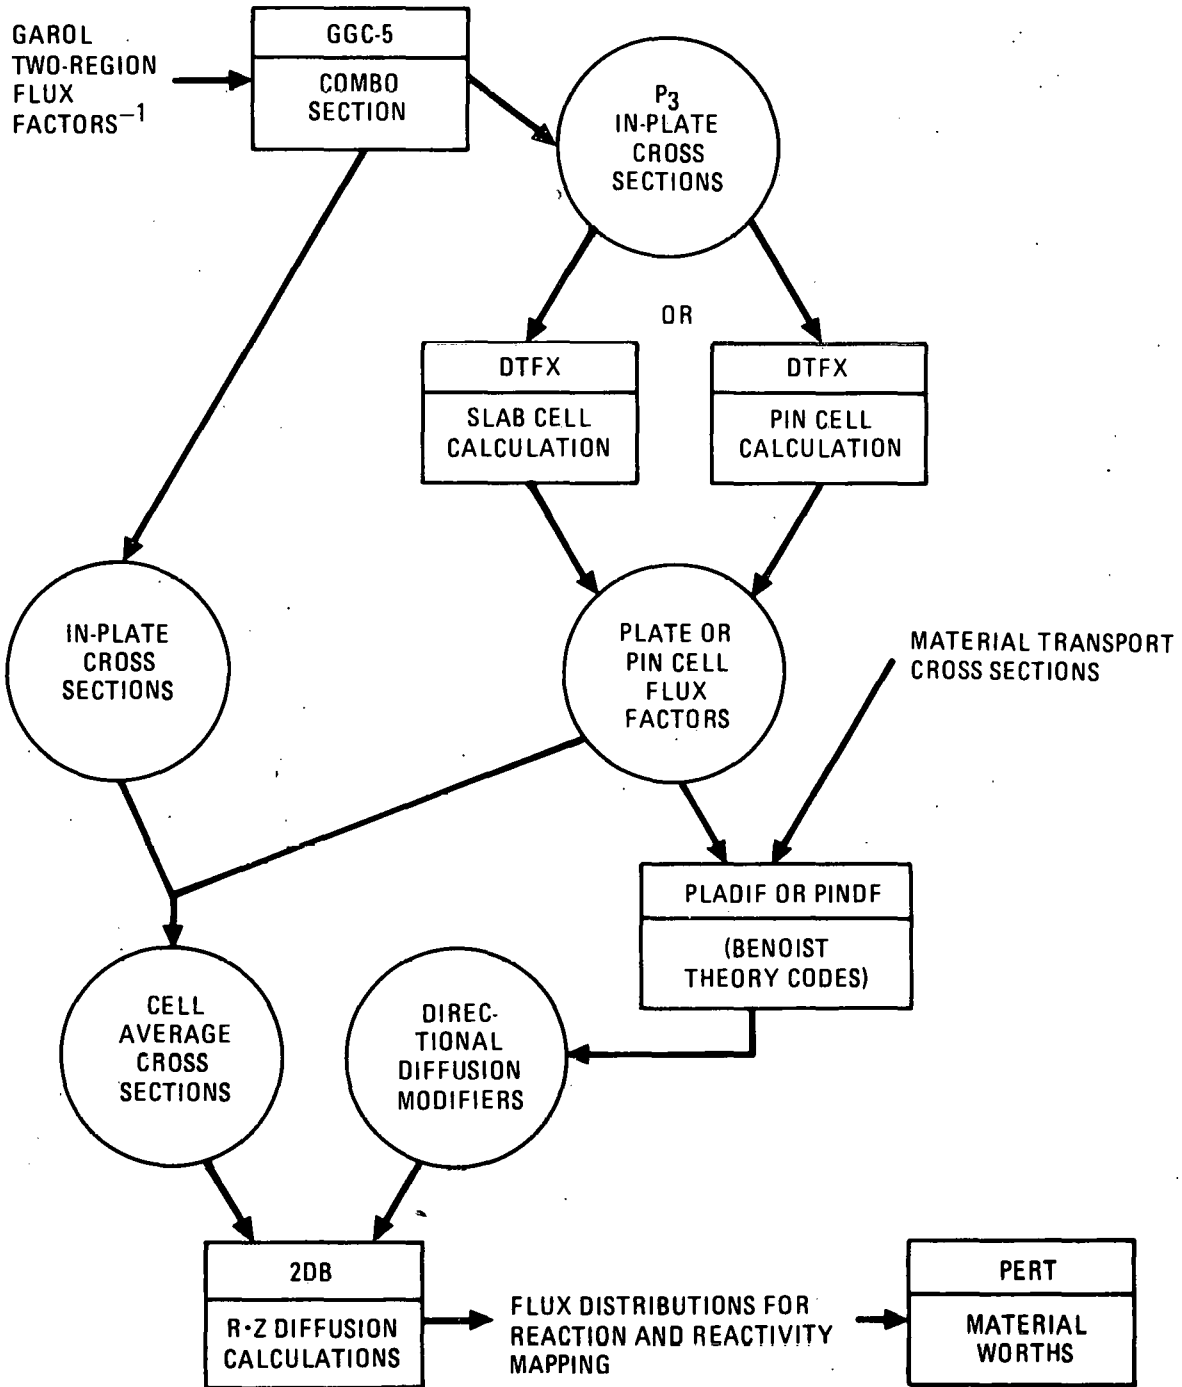 GAROL
TWO-REGION
FLUX
FACTORS−1
GGC-5
COMBO
SECTION
P3
IN-PLATE
CROSS
SECTIONS
OR
DTFX
SLAB CELL
CALCULATION
DTFX
PIN CELL
CALCULATION
IN-PLATE
CROSS
SECTIONS
PLATE OR
PIN CELL
FLUX
FACTORS
MATERIAL TRANSPORT
CROSS SECTIONS
PLADIF OR PINDF
(BENOIST
THEORY CODES)
CELL
AVERAGE
CROSS
SECTIONS
DIREC-
TIONAL
DIFFUSION
MODIFIERS
2DB
R·Z DIFFUSION
CALCULATIONS
FLUX DISTRIBUTIONS FOR
REACTION AND REACTIVITY
MAPPING
PERT
MATERIAL
WORTHS